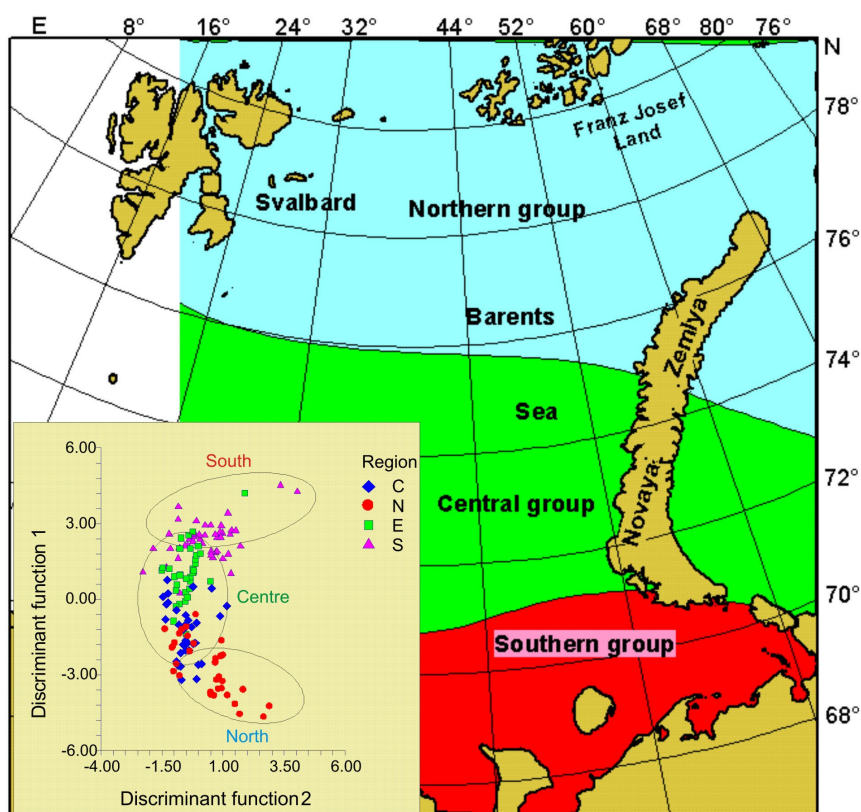 E 8° 16° 24° 32° 44° 52° 60° 68° 80° 76° N
78°
Franz Josef
Land
Svalbard
Northern group
76°
Barents
Zemlya
74°
Sea
72°
Novaya
Central group
70°
Southern group
68°
6.00
South
Region
C
N
E
S
3.00
0.00
Centre
-3.00
North
-6.00
-4.00 -1.50 1.00 3.50 6.00
Discriminant function 1
Discriminant function 2